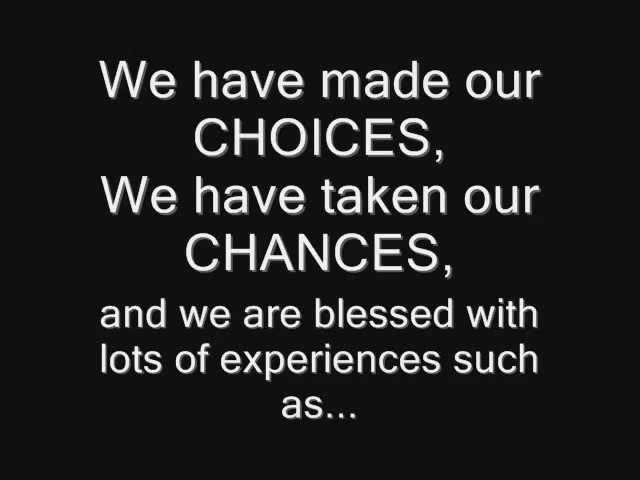 We have made our
CHOICES,
We have taken our
CHANCES,
and we are blessed with
lots of experiences such
as...